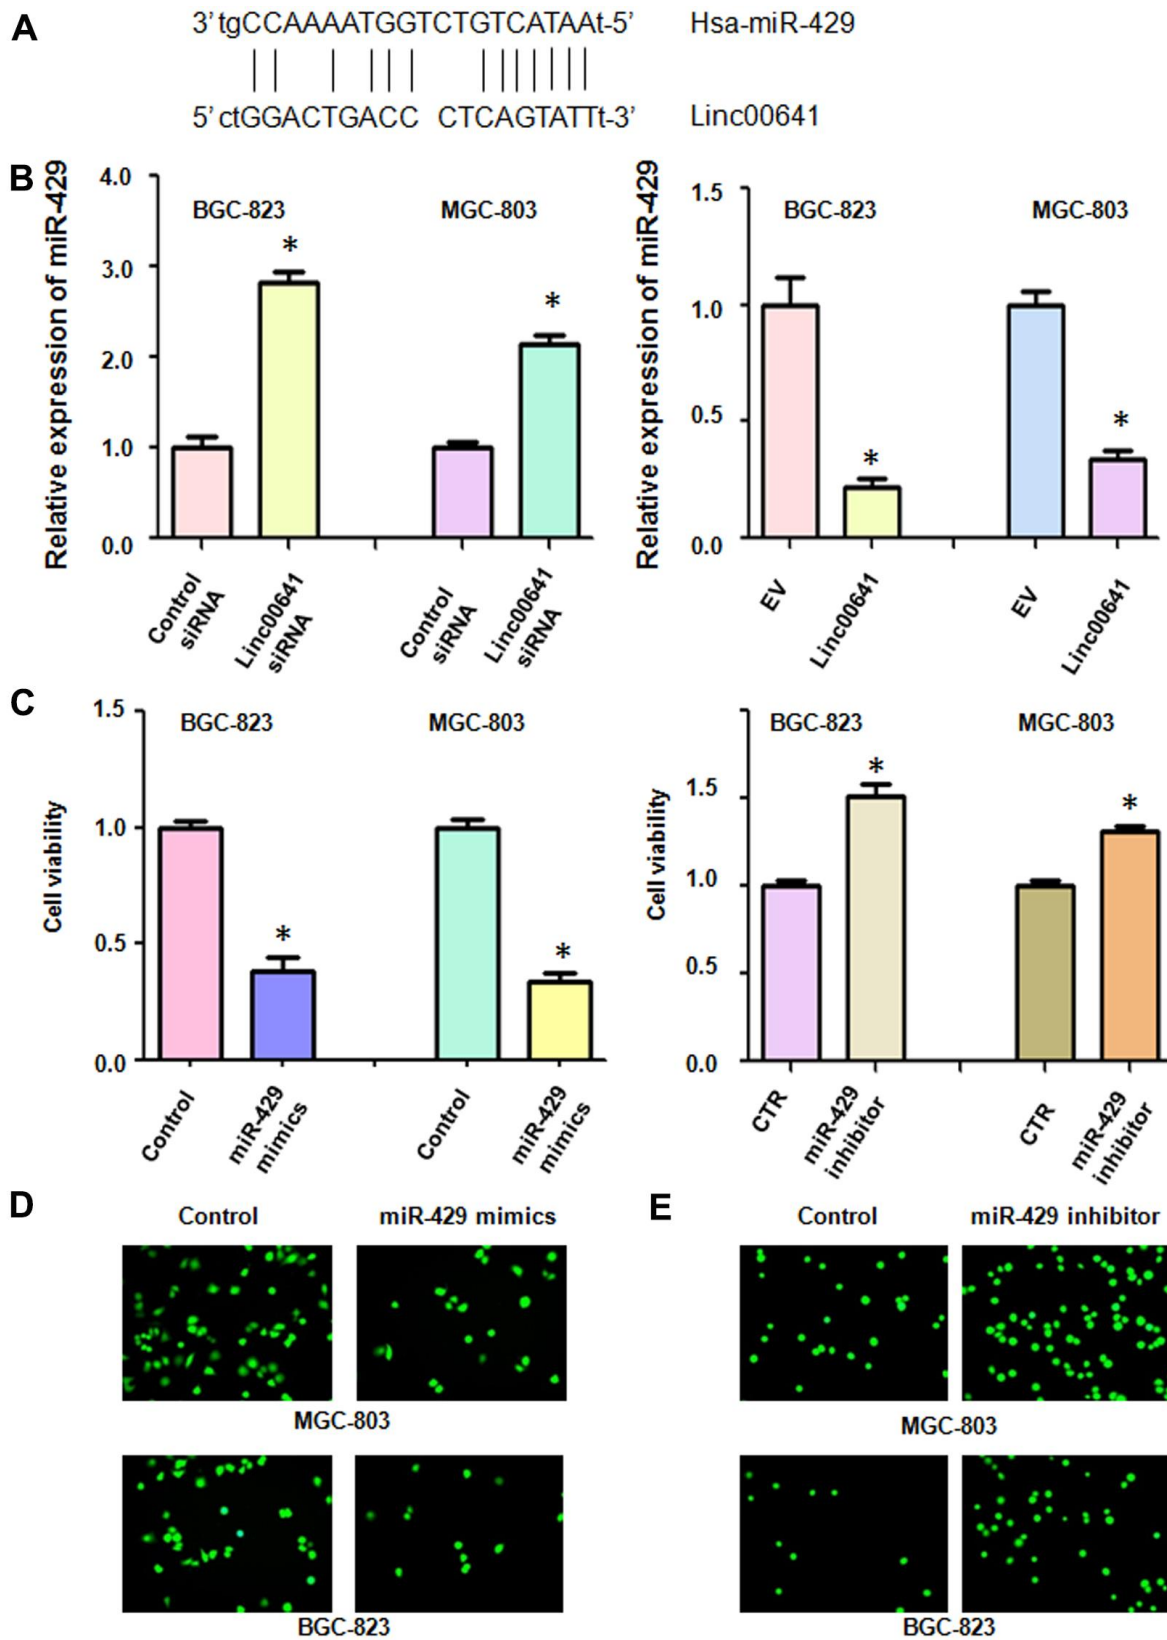 A
3’ tgCCAAAATGGTCTGTCATAAt-5’ Hsa-miR-429
5’ ctGGACTGACC CTCAGTATTt-3’ Linc00641
B
Relative expression of miR-429
4.0
3.0
2.0
1.0
0.0
BGC-823 MGC-803
*
*
Control siRNA
Linc00641 siRNA
Control siRNA
Linc00641 siRNA
Relative expression of miR-429
1.5
1.0
0.5
0.0
BGC-823 MGC-803
*
*
EV
Linc00641
EV
Linc00641
C
Cell viability
1.5
1.0
0.5
0.0
BGC-823 MGC-803
*
*
Control
miR-429 mimics
Control
miR-429 mimics
Cell viability
1.5
1.0
0.5
0.0
BGC-823 MGC-803
*
*
CTR
miR-429 inhibitor
CTR
miR-429 inhibitor
D
Control miR-429 mimics
MGC-803
BGC-823
E
Control miR-429 inhibitor
MGC-803
BGC-823